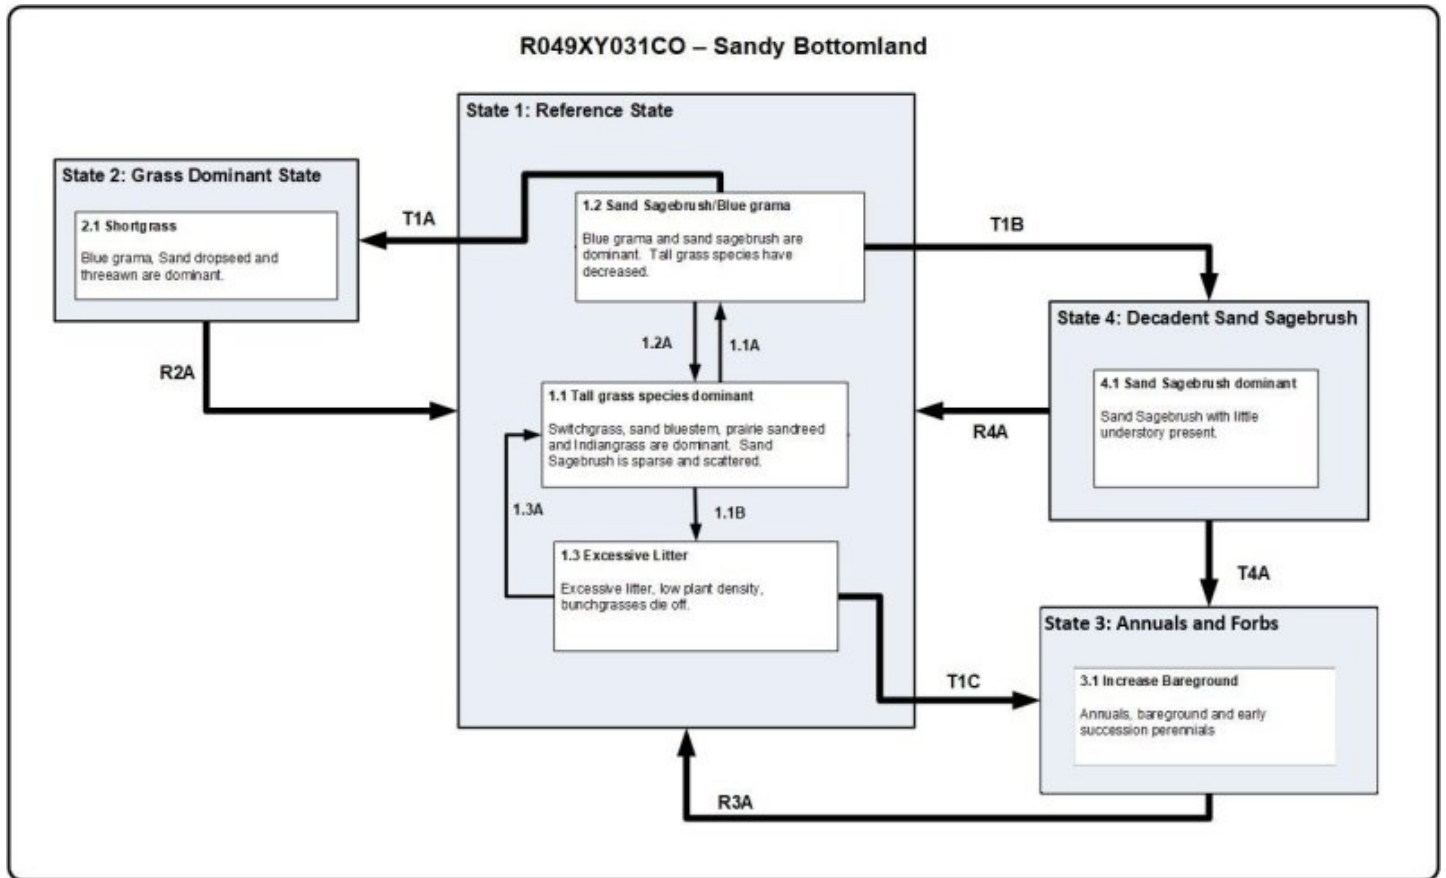 R049XY031CO – Sandy Bottomland
State 1: Reference State
State 2: Grass Dominant State
2.1 Shortgrass
Blue grama, Sand dropseed and
threeawn are dominant.
T1A
1.2 Sand Sagebrush/Blue grama
Blue grama and sand sagebrush are
dominant. Tall grass species have
decreased.
T1B
1.2A
1.1A
R2A
1.1 Tall grass species dominant
Switchgrass, sand bluestem, prairie sandreed
and Indiangrass are dominant. Sand
Sagebrush is sparse and scattered.
State 4: Decadent Sand Sagebrush
4.1 Sand Sagebrush dominant
Sand Sagebrush with little
understory present.
R4A
1.3A
1.1B
1.3 Excessive Litter
Excessive litter, low plant density,
bunchgrasses die off.
T4A
State 3: Annuals and Forbs
3.1 Increase Bareground
Annuals, bareground and early
succession perennials
T1C
R3A